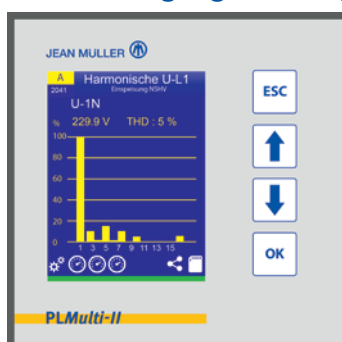 JEAN MÜLLER
A Harmonische U-L1
2041 Einspeisung NSHV
U-1N
% 229.9 V THD : 5 %
100
80
60
40
20
0
1 3 5 7 9 11 13 15
ESC
OK
PLMulti-II